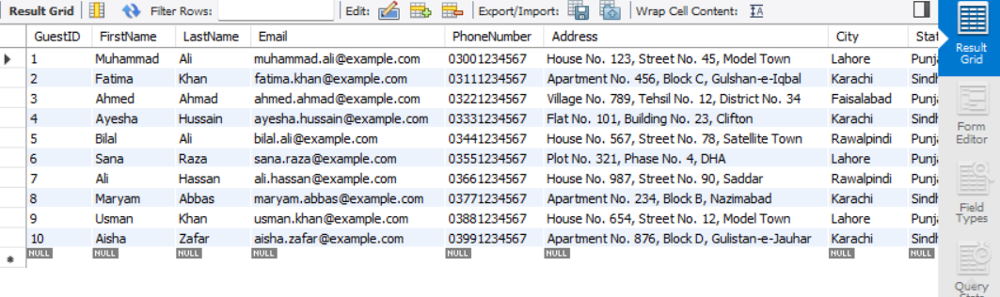 Result Grid Filter Rows: Edit: Export/Import: Wrap Cell Content:
GuestID FirstName LastName Email PhoneNumber Address City Stat
1 Muhammad Ali muhammad.ali@example.com 03001234567 House No. 123, Street No. 45, Model Town Lahore Punj
2 Fatima Khan fatima.khan@example.com 03111234567 Apartment No. 456, Block C, Gulshan-e-Iqbal Karachi Sindh
3 Ahmed Ahmad ahmed.ahmad@example.com 03221234567 Village No. 789, Tehsil No. 12, District No. 34 Faisalabad Punj
4 Ayesha Hussain ayesha.hussain@example.com 03331234567 Flat No. 101, Building No. 23, Clifton Karachi Sindh
5 Bilal Ali bilal.ali@example.com 03441234567 House No. 567, Street No. 78, Satellite Town Rawalpindi Punj
6 Sana Raza sana.raza@example.com 03551234567 Plot No. 321, Phase No. 4, DHA Lahore Punj
7 Ali Hassan ali.hassan@example.com 03661234567 House No. 987, Street No. 90, Saddar Rawalpindi Punj
8 Maryam Abbas maryam.abbas@example.com 03771234567 Apartment No. 234, Block B, Nazimabad Karachi Sindh
9 Usman Khan usman.khan@example.com 03881234567 House No. 654, Street No. 12, Model Town Lahore Punj
10 Aisha Zafar aisha.zafar@example.com 03991234567 Apartment No. 876, Block D, Gulistan-e-Jauhar Karachi Sindh
NULL NULL NULL NULL NULL NULL NULL NULL
Result
Grid
Form
Editor
Field
Types
Query